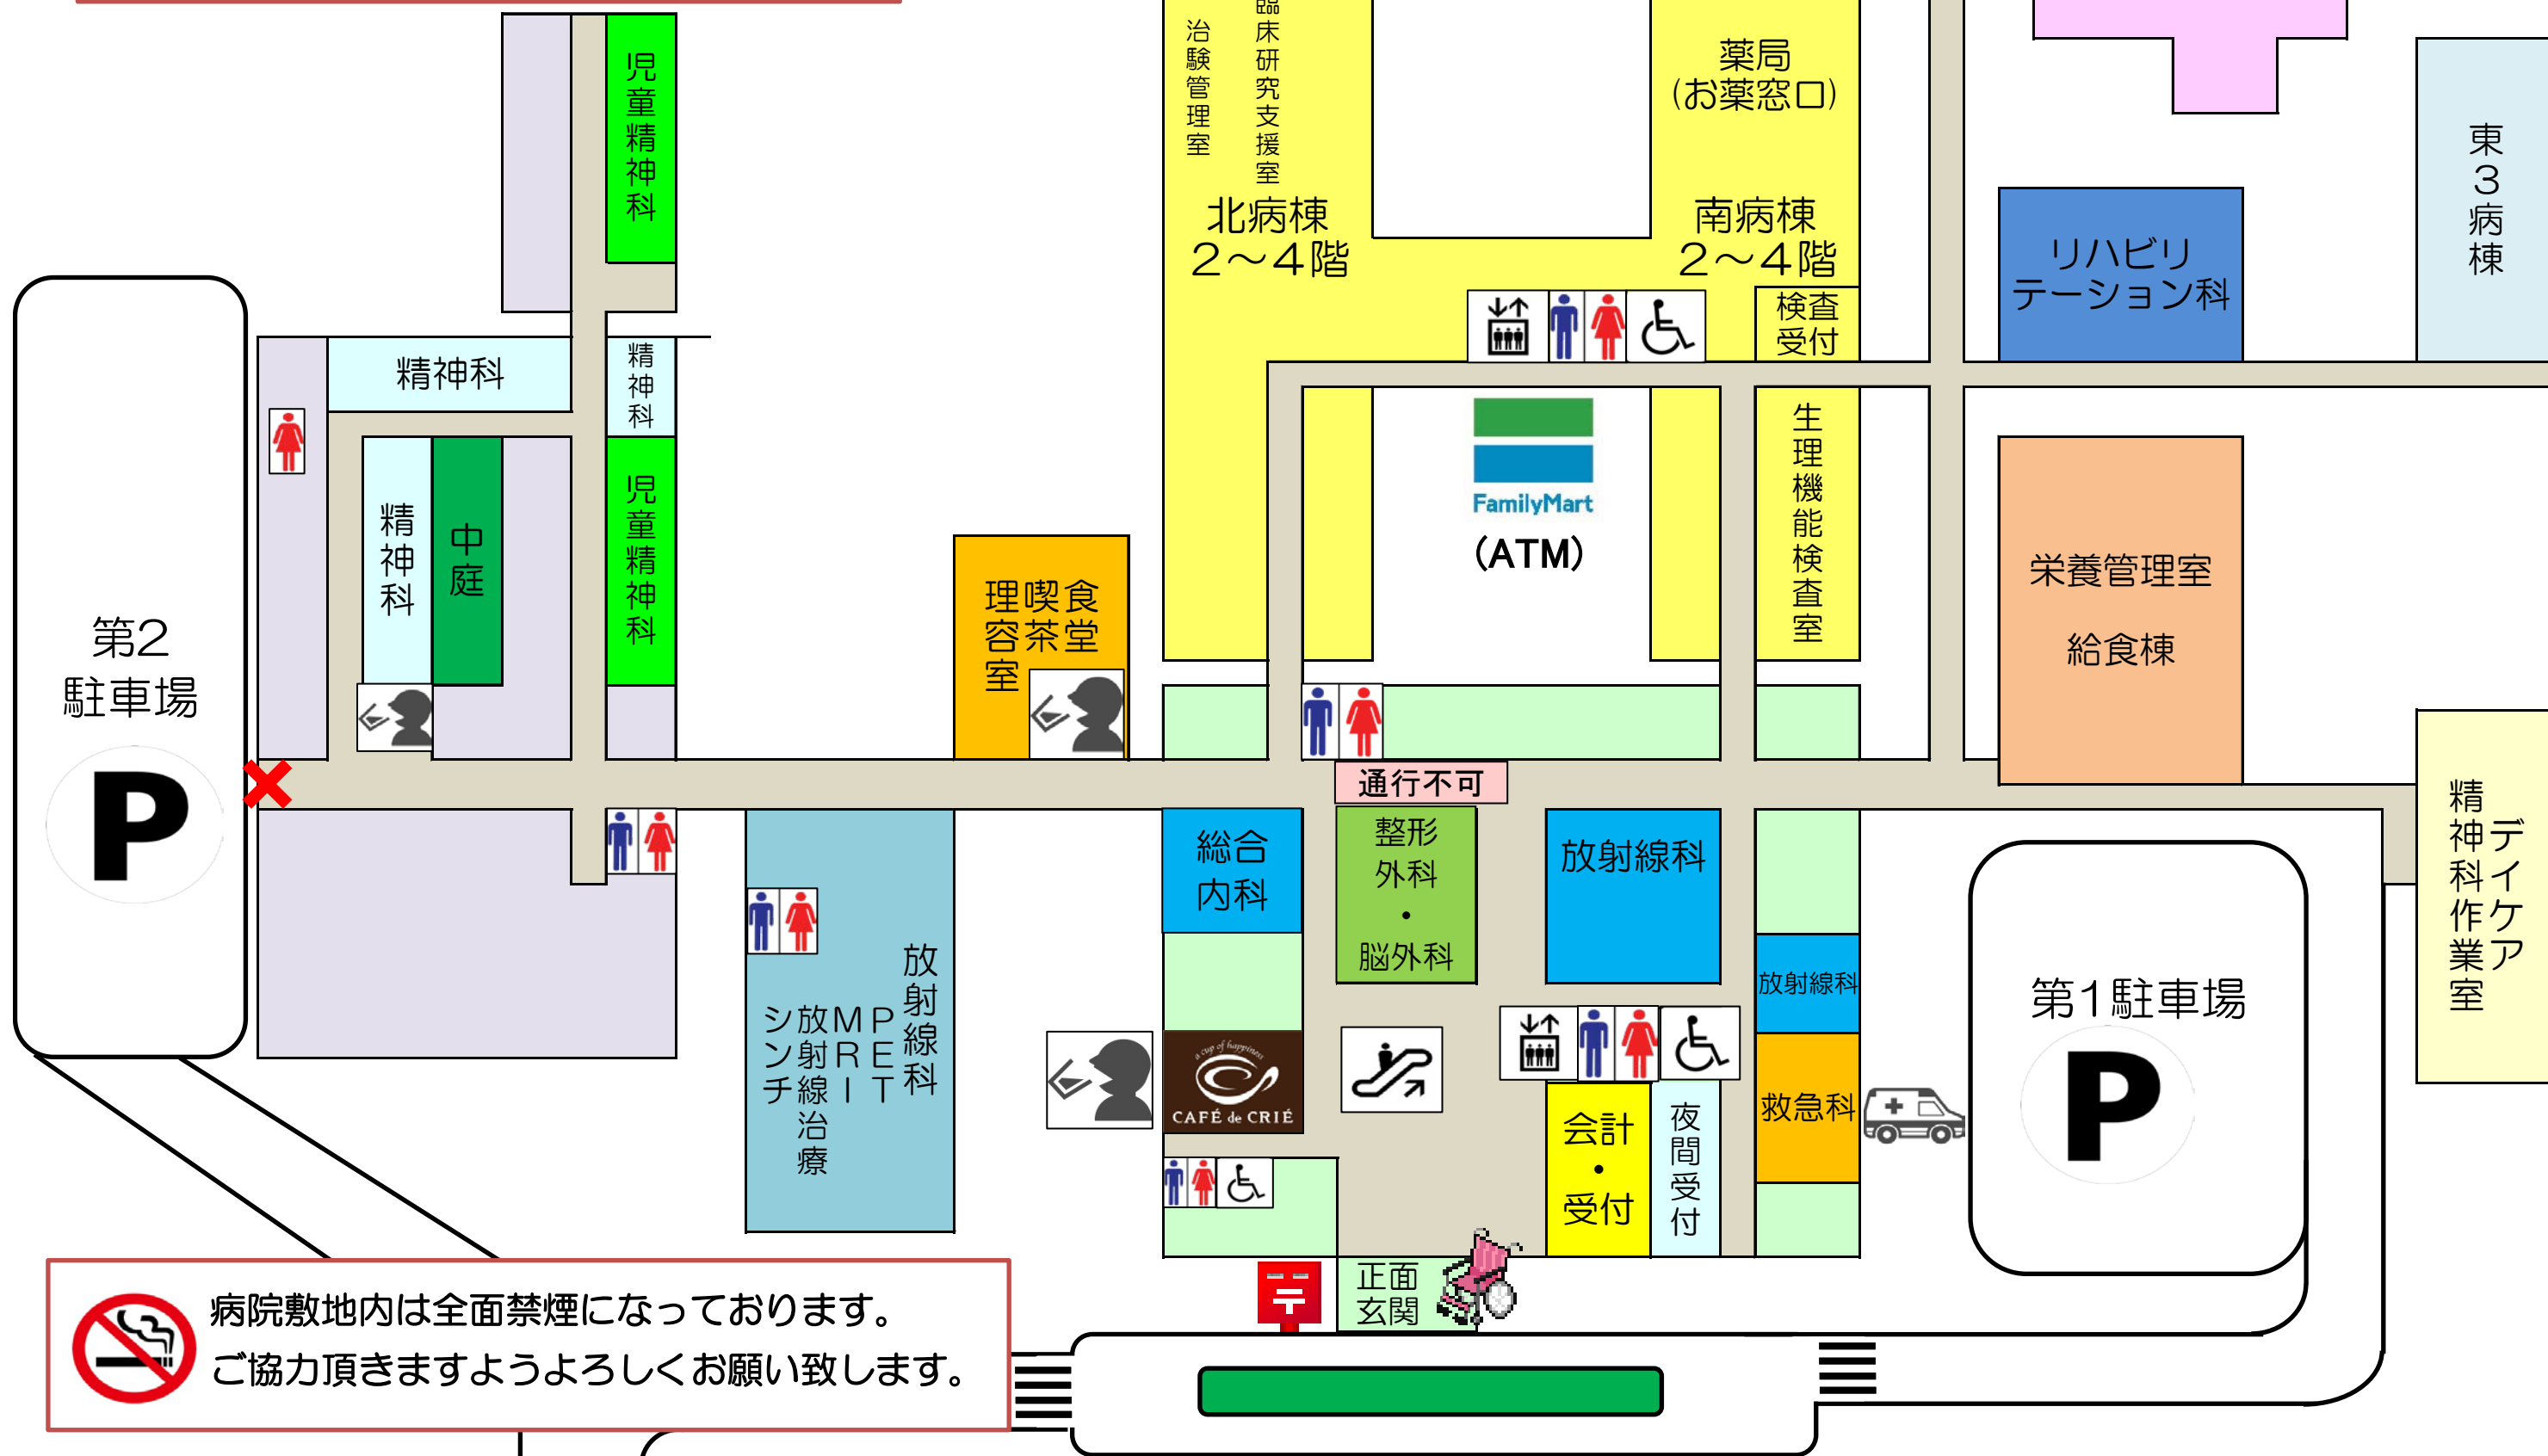 児童精神科
治験管理室
臨床研究支援室
薬局
(お薬窓口)
北病棟
2～4階
南病棟
2～4階
検査
受付
リハビリ
テーション科
東3病棟
精神科
精神科
精神科
中庭
児童精神科
第2
駐車場
P
食堂
喫茶
理容室
FamilyMart
(ATM)
生理機能検査室
栄養管理室
給食棟
通行不可
総合
内科
整形
外科
・
脳外科
放射線科
放射線科
救急科
デイケア
精神科作業室
第1駐車場
P
放射線科
PET
MRI
放射線治療
シンチ
a cup of happiness
CAFÉ de CRIÉ
会計
・
受付
夜間受付
正面
玄関
〒
病院敷地内は全面禁煙になっております。
ご協力頂きますようよろしくお願い致します。